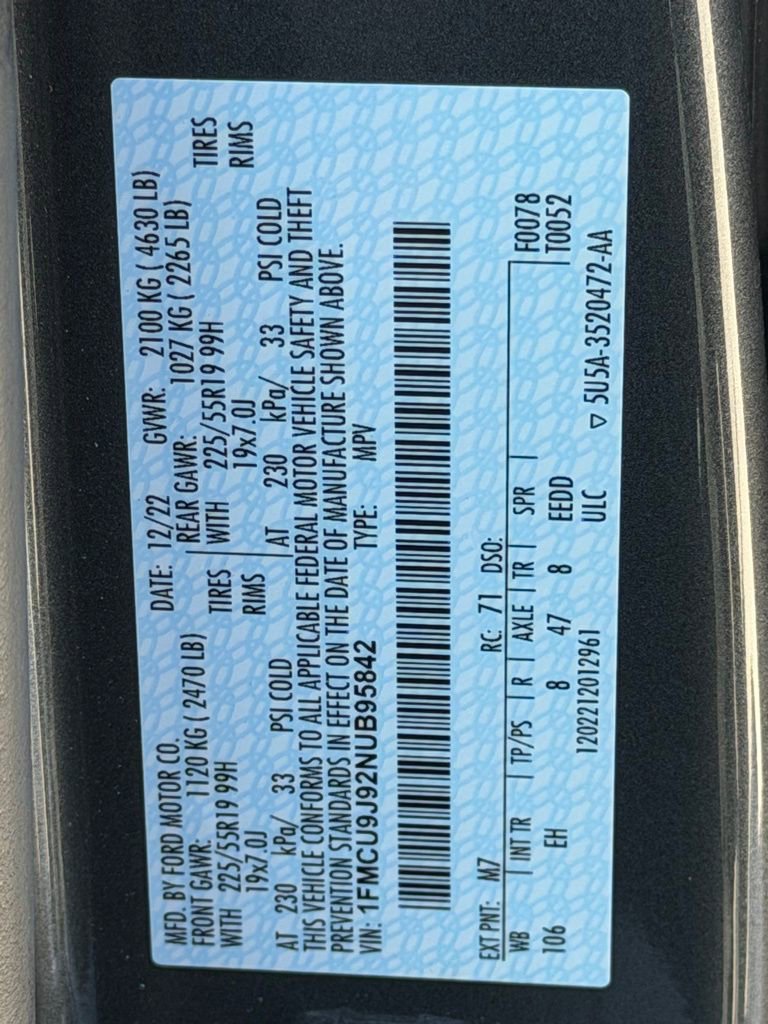 MFD. BY FORD MOTOR CO. DATE: 12/22 GVWR: 2100 KG ( 4630 LB)
FRONT GAWR: 1120 KG ( 2470 LB) REAR GAWR: 1027 KG ( 2265 LB)
WITH 225/55R19 99H TIRES WITH 225/55R19 99H TIRES
19x7.0J RIMS 19x7.0J RIMS
AT 230 kPa/ 33 PSI COLD AT 230 kPa/ 33 PSI COLD
THIS VEHICLE CONFORMS TO ALL APPLICABLE FEDERAL MOTOR VEHICLE SAFETY AND THEFT
PREVENTION STANDARDS IN EFFECT ON THE DATE OF MANUFACTURE SHOWN ABOVE.
VIN: 1FMCU9J92NUB95842 TYPE: MPV
EXT PNT: M7 RC: 71 DSO:
WB INT TR TP/PS R AXLE TR SPR F0078
106 EH 8 47 8 EEDD T0052
1202212012961 ULC ▽ 5U5A-3520472-AA